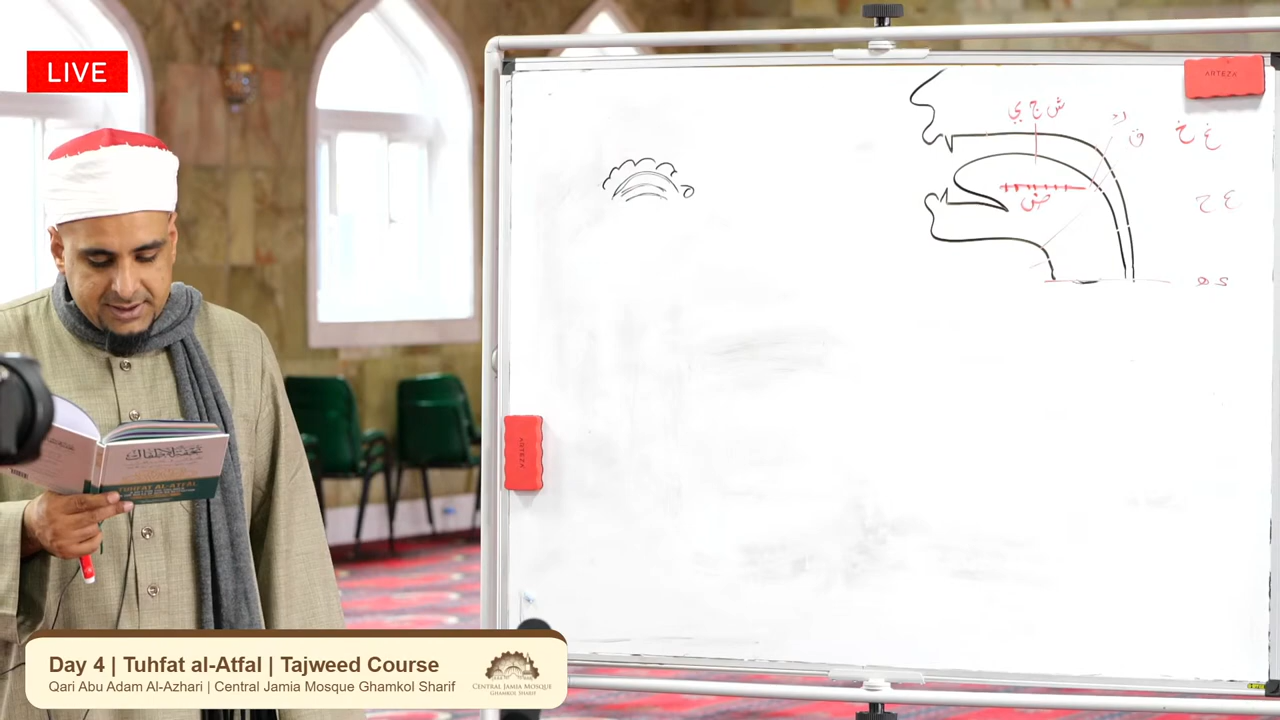 LIVE
ARTEZA
ش ج ي
ك
ق
غ خ
ض
ع ح
ء ه
ARTEZA
TUHFAT AL-ATFAL
Day 4 | Tuhfat al-Atfal | Tajweed Course
Qari Abu Adam Al-Azhari | Central Jamia Mosque Ghamkol Sharif
CENTRAL JAMIA MOSQUE
GHAMKOL SHARIF